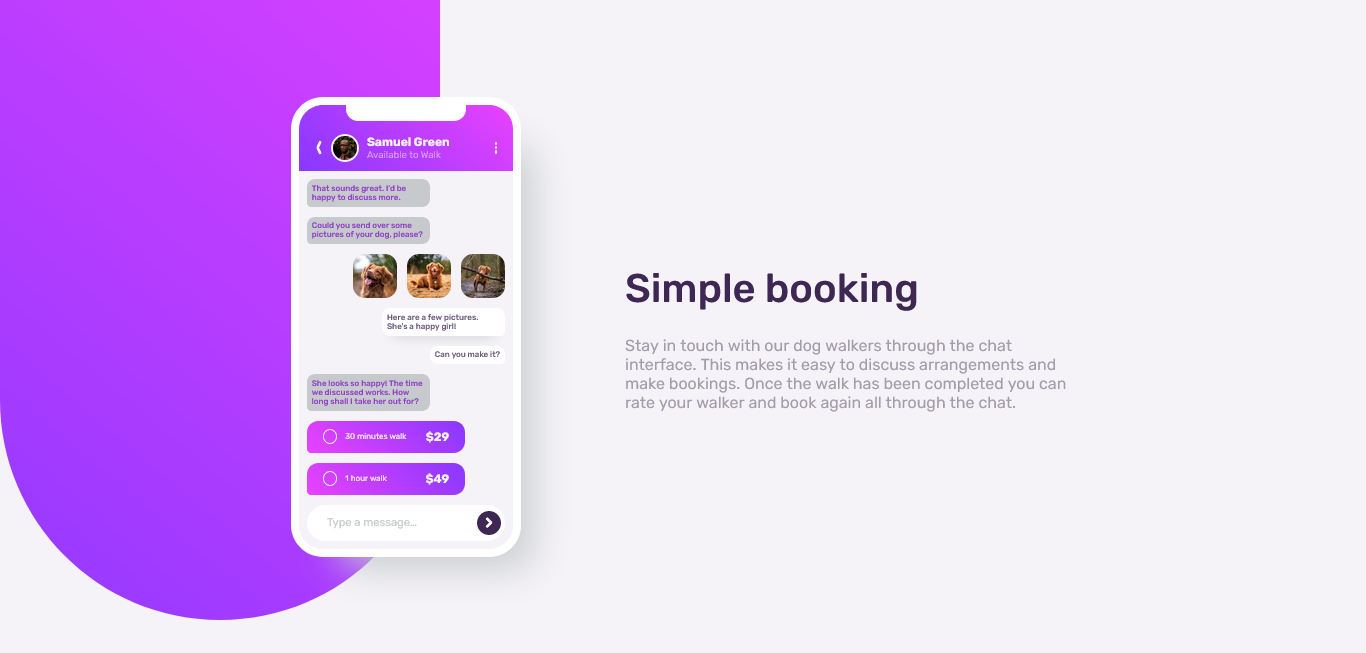 Samuel Green
Available to Walk
That sounds great. I'd be
happy to discuss more.
Could you send over some
pictures of your dog, please?
Here are a few pictures.
She's a happy girl!
Can you make it?
She looks so happy! The time
we discussed works. How
long shall I take her out for?
30 minutes walk $29
1 hour walk $49
Type a message...
Simple booking
Stay in touch with our dog walkers through the chat
interface. This makes it easy to discuss arrangements and
make bookings. Once the walk has been completed you can
rate your walker and book again all through the chat.